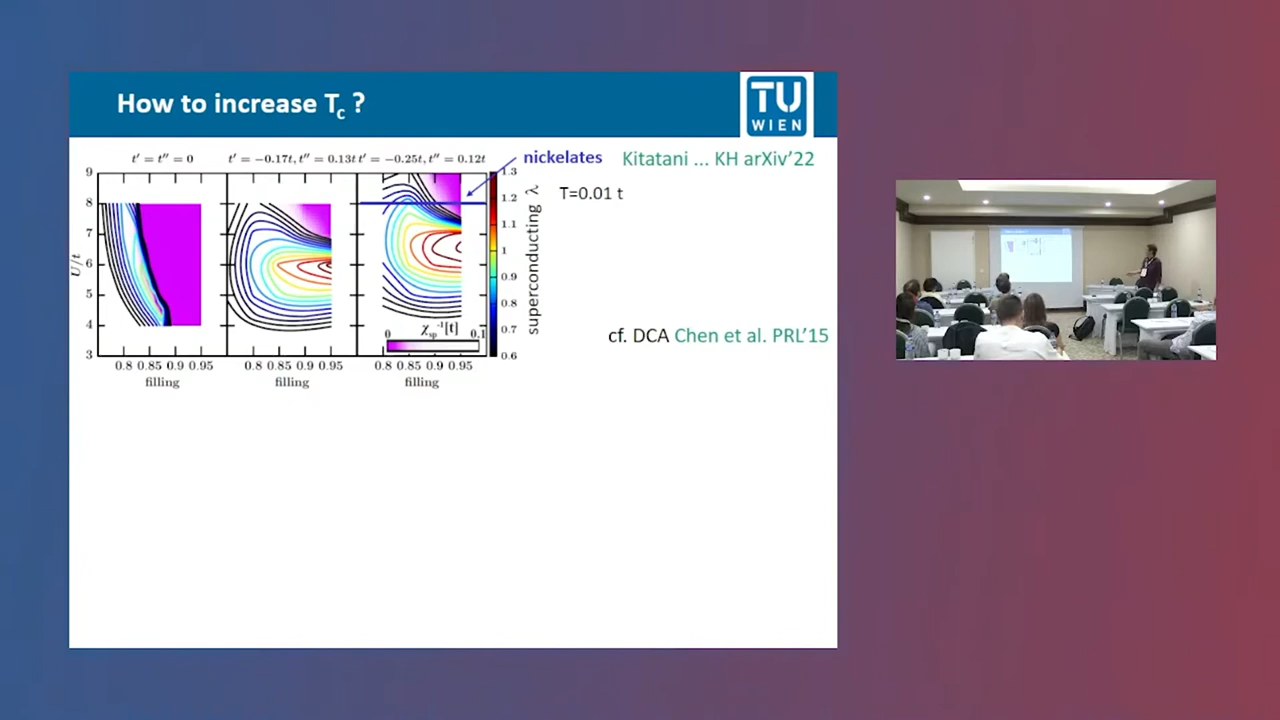 How to increase Tc ?
TU
WIEN
t' = t'' = 0
t' = −0.17t, t'' = 0.13t
t' = −0.25t, t'' = 0.12t
nickelates
Kitatani ... KH arXiv'22
T=0.01 t
9
8
7
6
5
4
3
U/t
1.3
1.2
1.1
1
0.9
0.8
0.7
0.6
superconducting λ
χsp⁻¹[t]
0
0.1
cf. DCA Chen et al. PRL'15
0.8 0.85 0.9 0.95
0.8 0.85 0.9 0.95
0.8 0.85 0.9 0.95
filling
filling
filling